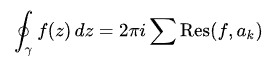 ∮_γ f(z) dz = 2πi ∑ Res(f, a_k)